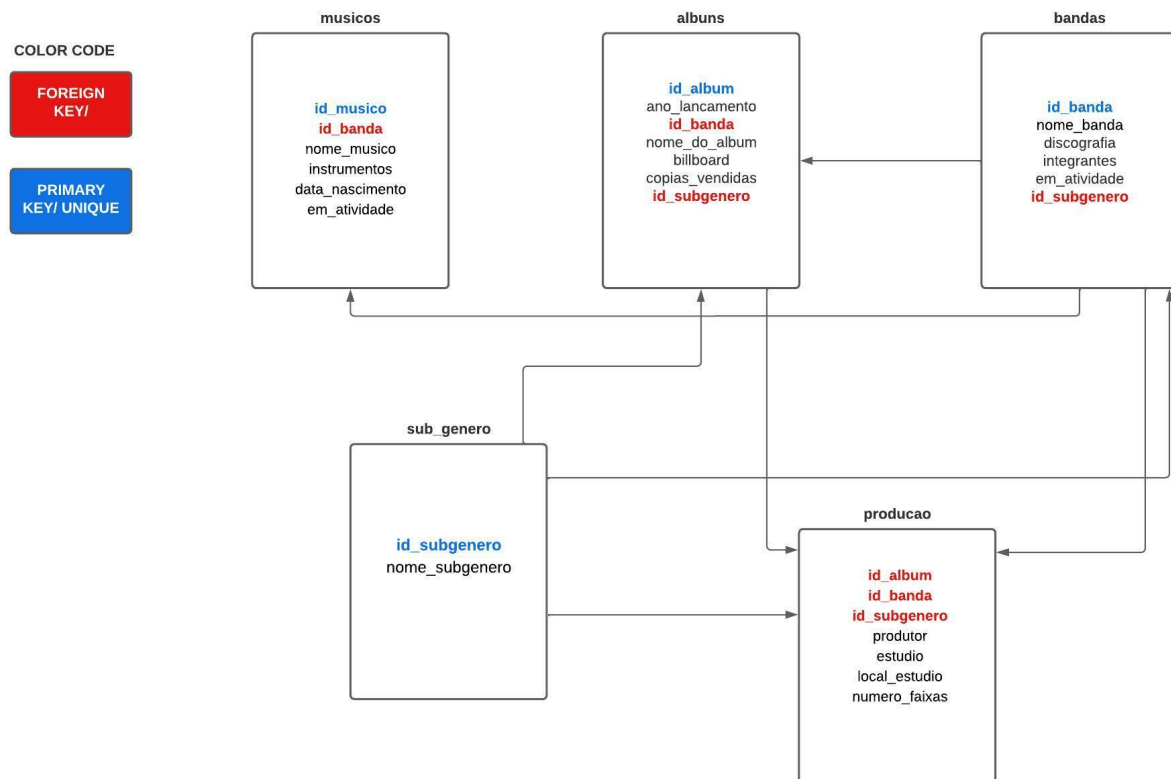 COLOR CODE
FOREIGN
KEY/
PRIMARY
KEY/ UNIQUE
musicos
id_musico
id_banda
nome_musico
instrumentos
data_nascimento
em_atividade
albuns
id_album
ano_lancamento
id_banda
nome_do_album
billboard
copias_vendidas
id_subgenero
bandas
id_banda
nome_banda
discografia
integrantes
em_atividade
id_subgenero
sub_genero
id_subgenero
nome_subgenero
producao
id_album
id_banda
id_subgenero
produtor
estudio
local_estudio
numero_faixas